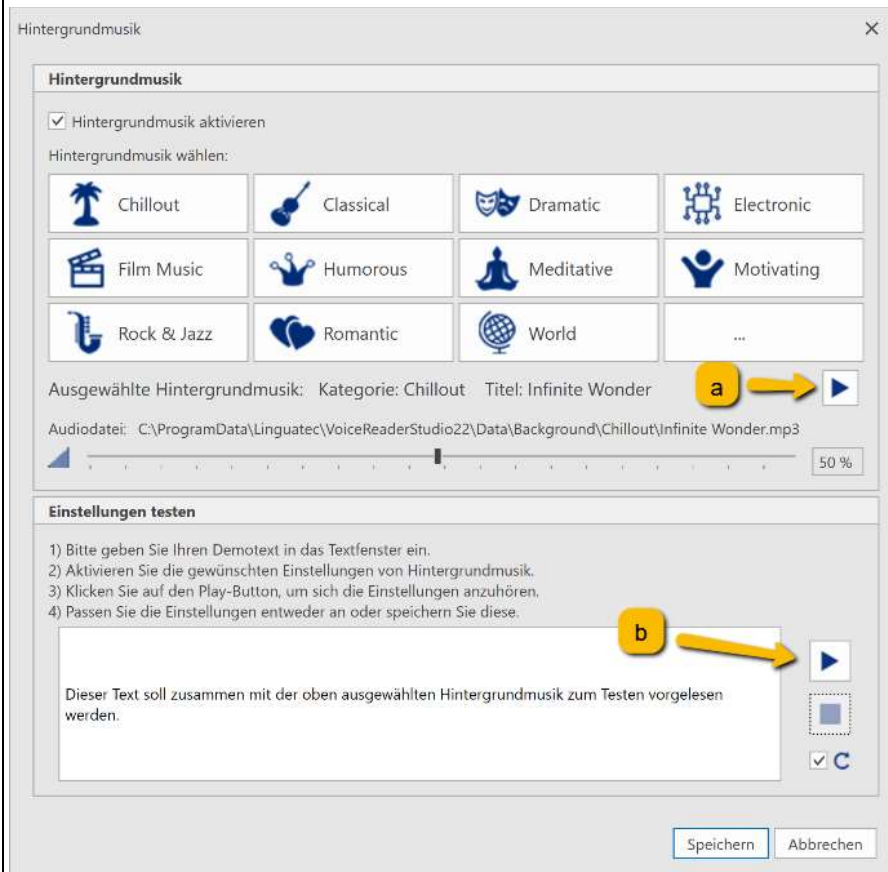 Hintergrundmusik
Hintergrundmusik
Hintergrundmusik aktivieren
Hintergrundmusik wählen:
Chillout Classical Dramatic Electronic
Film Music Humorous Meditative Motivating
Rock & Jazz Romantic World ...
Ausgewählte Hintergrundmusik: Kategorie: Chillout Titel: Infinite Wonder a
Audiodatei: C:\ProgramData\Linguatec\VoiceReaderStudio22\Data\Background\Chillout\Infinite Wonder.mp3
50 %
Einstellungen testen
1) Bitte geben Sie Ihren Demotext in das Textfenster ein.
2) Aktivieren Sie die gewünschten Einstellungen von Hintergrundmusik.
3) Klicken Sie auf den Play-Button, um sich die Einstellungen anzuhören.
4) Passen Sie die Einstellungen entweder an oder speichern Sie diese.
b
Dieser Text soll zusammen mit der oben ausgewählten Hintergrundmusik zum Testen vorgelesen
werden.
Speichern Abbrechen